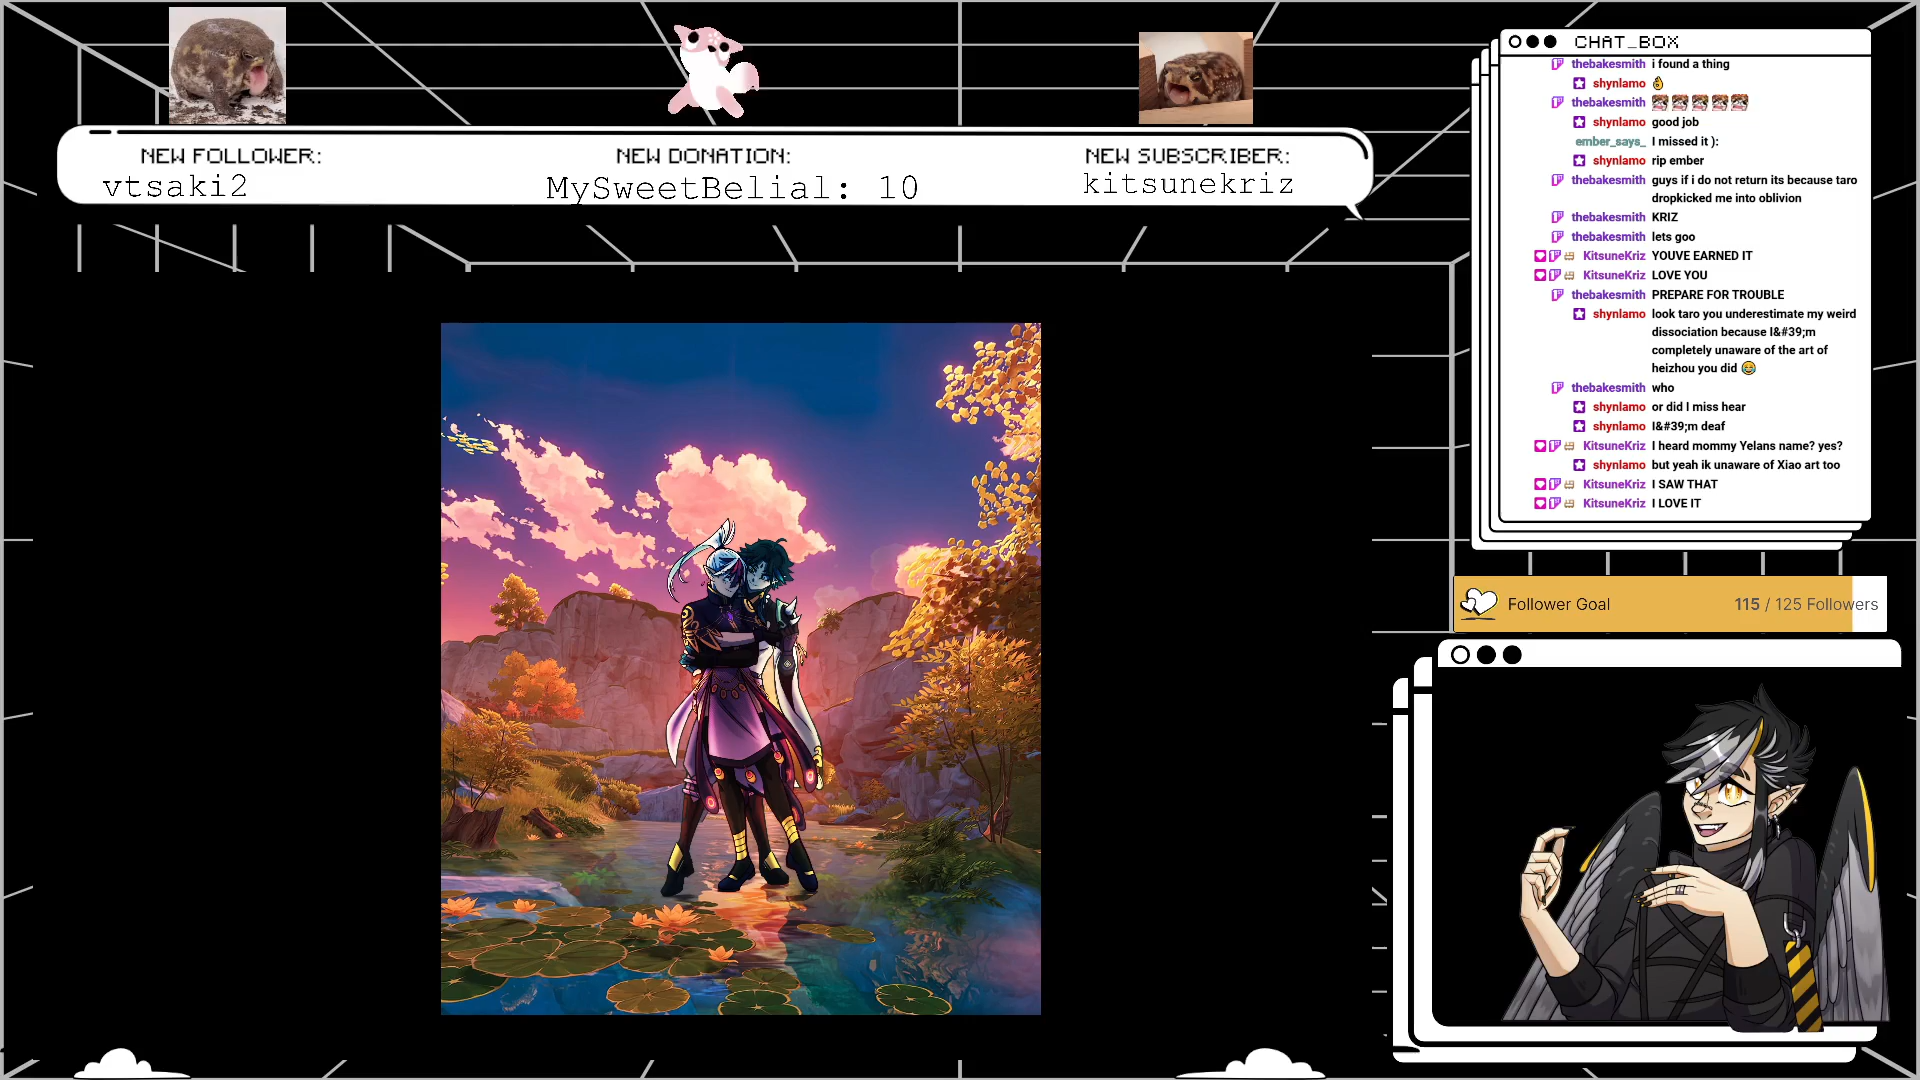 NEW FOLLOWER:
vtsaki2
NEW DONATION:
MySweetBelial: 10
NEW SUBSCRIBER:
kitsunekriz
CHAT_BOX
thebakesmith i found a thing
shynlamo 👌
thebakesmith
shynlamo good job
ember_says_ I missed it ):
shynlamo rip ember
thebakesmith guys if i do not return its because taro
dropkicked me into oblivion
thebakesmith KRIZ
thebakesmith lets goo
KitsuneKriz YOUVE EARNED IT
KitsuneKriz LOVE YOU
thebakesmith PREPARE FOR TROUBLE
shynlamo look taro you underestimate my weird
dissociation because I&#39;m
completely unaware of the art of
heizhou you did 😂
thebakesmith who
shynlamo or did I miss hear
shynlamo I&#39;m deaf
KitsuneKriz I heard mommy Yelans name? yes?
shynlamo but yeah ik unaware of Xiao art too
KitsuneKriz I SAW THAT
KitsuneKriz I LOVE IT
Follower Goal 115 / 125 Followers